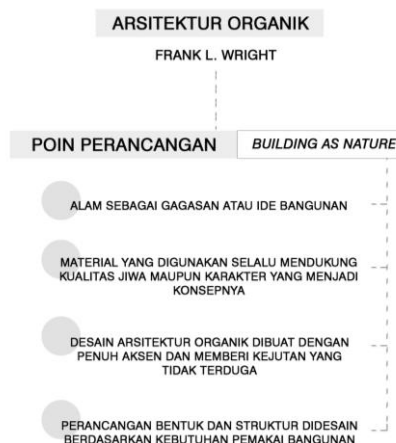 ARSITEKTUR ORGANIK
FRANK L. WRIGHT
POIN PERANCANGAN
BUILDING AS NATURE
ALAM SEBAGAI GAGASAN ATAU IDE BANGUNAN
MATERIAL YANG DIGUNAKAN SELALU MENDUKUNG
KUALITAS JIWA MAUPUN KARAKTER YANG MENJADI
KONSEPNYA
DESAIN ARSITEKTUR ORGANIK DIBUAT DENGAN
PENUH AKSEN DAN MEMBERI KEJUTAN YANG
TIDAK TERDUGA
PERANCANGAN BENTUK DAN STRUKTUR DIDESAIN
BERDASARKAN KEBUTUHAN PEMAKAI BANGUNAN